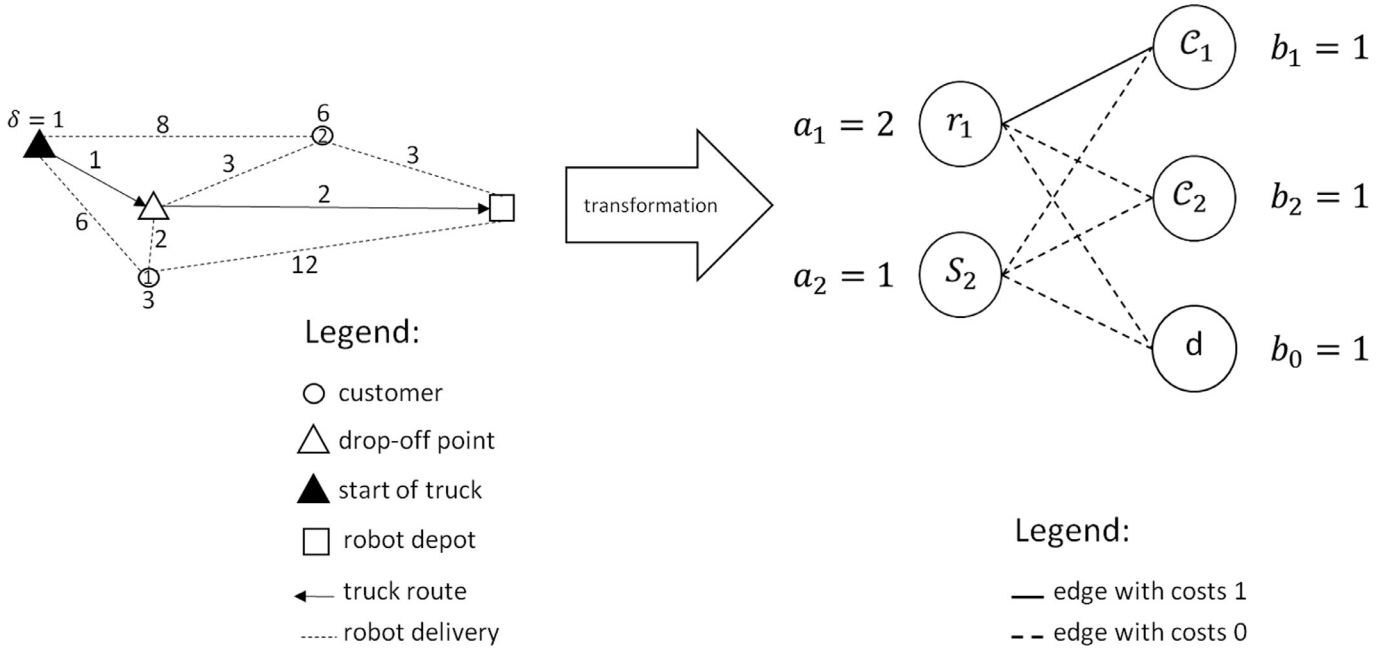 δ = 1
8
6
2
1
3
3
2
6
2
1
3
12
transformation
a₁ = 2
r₁
a₂ = 1
S₂
𝒞₁
b₁ = 1
𝒞₂
b₂ = 1
d
b₀ = 1
Legend:
customer
drop-off point
start of truck
robot depot
truck route
robot delivery
Legend:
edge with costs 1
edge with costs 0